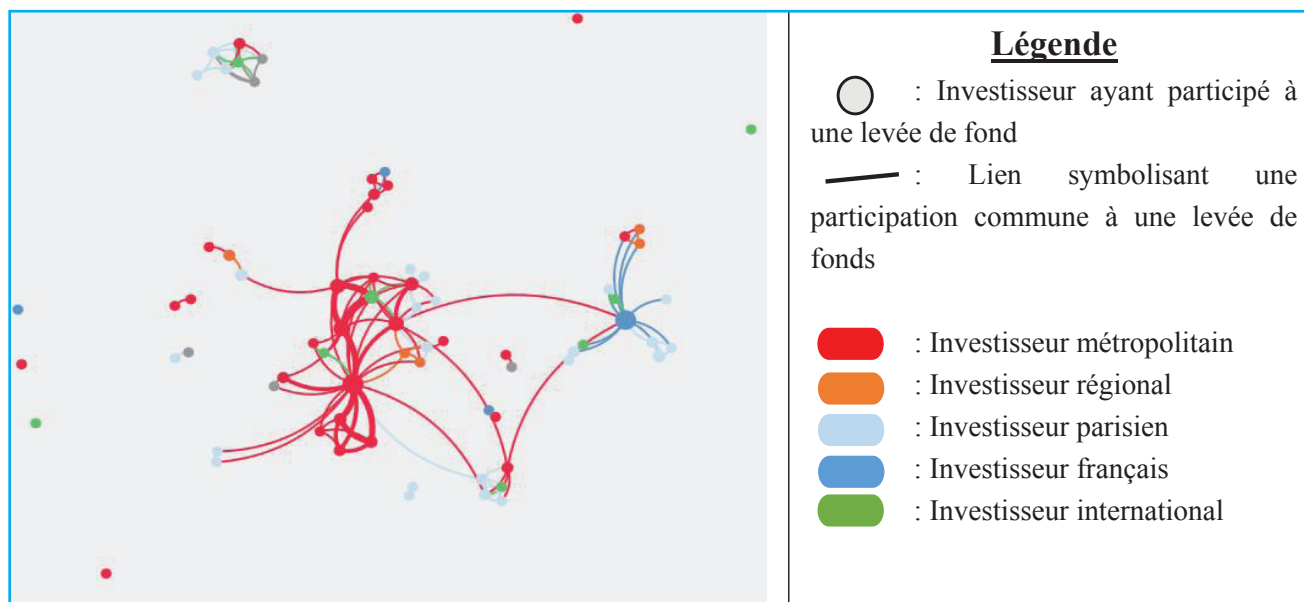 Légende
: Investisseur ayant participé à
une levée de fond
: Lien symbolisant une
participation commune à une levée de
fonds
: Investisseur métropolitain
: Investisseur régional
: Investisseur parisien
: Investisseur français
: Investisseur international